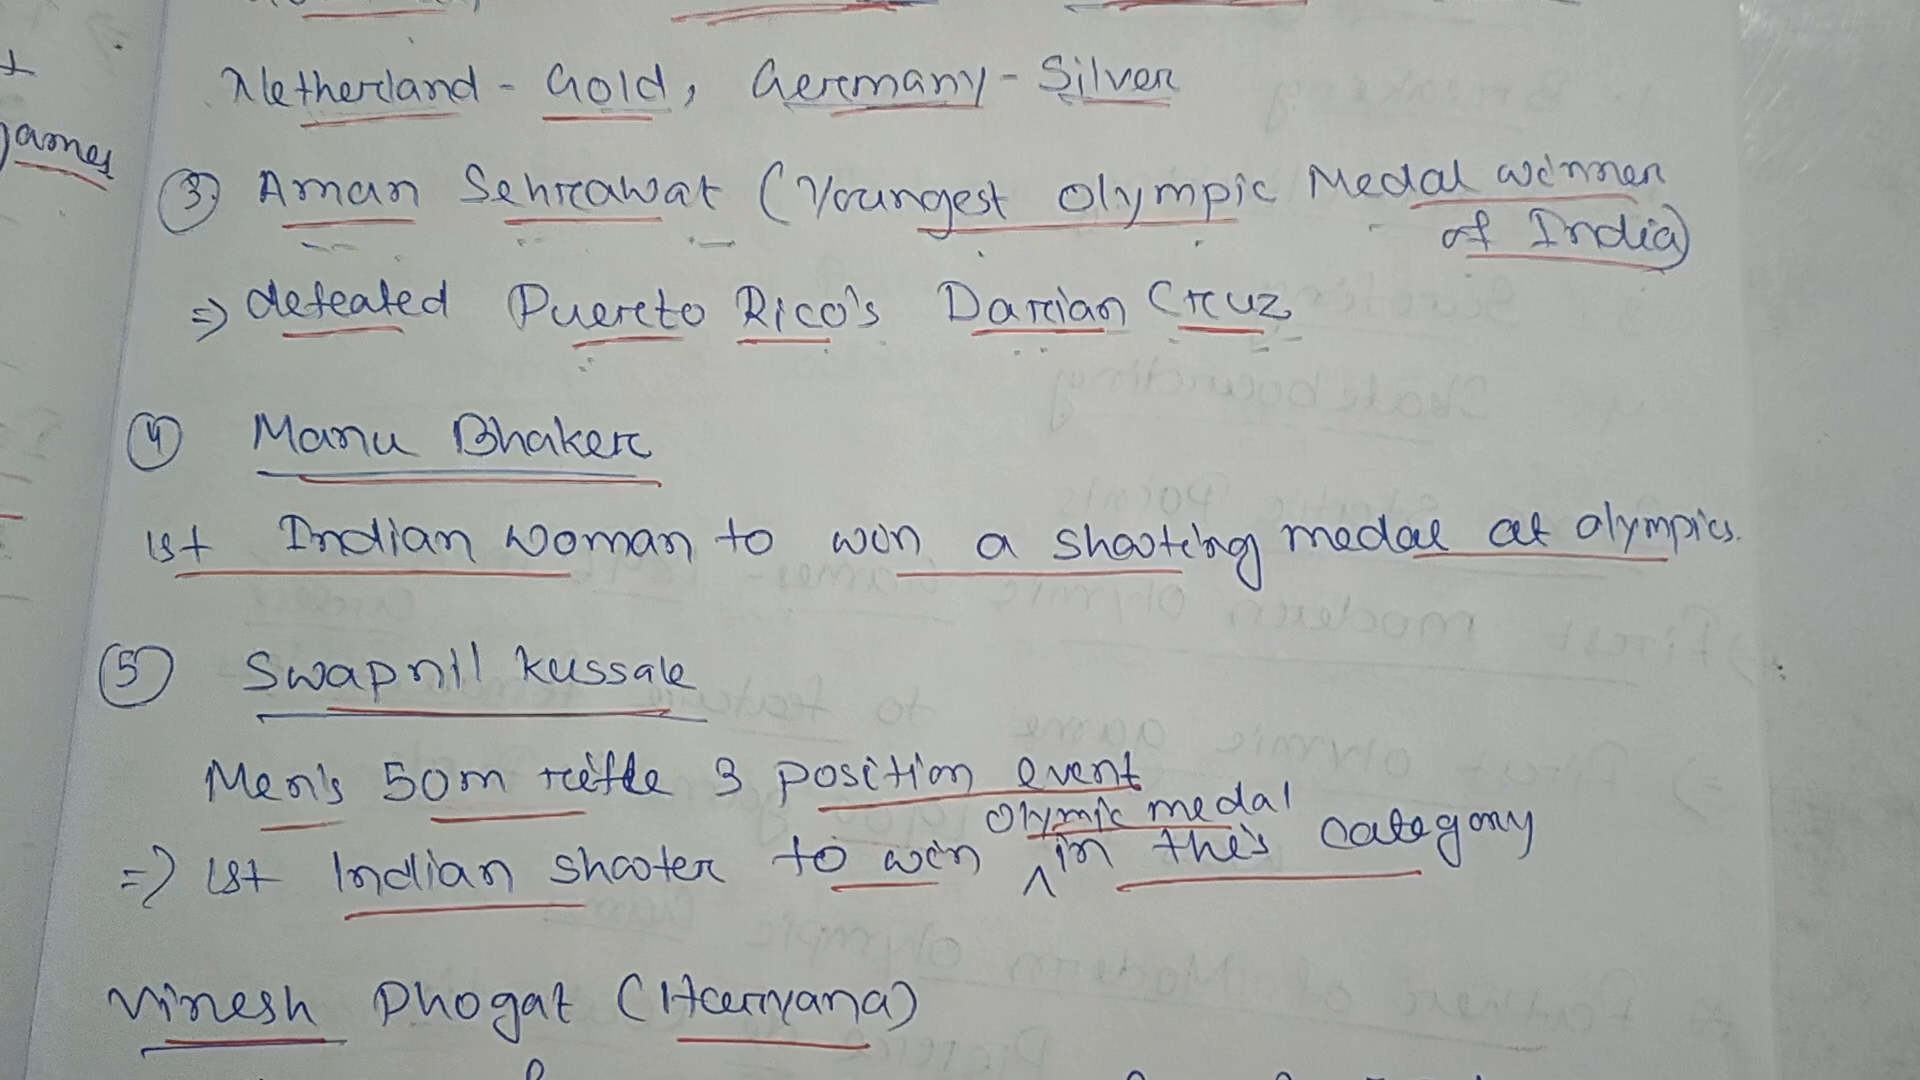 games
Netherland - Gold, Germany - Silver
③ Aman Sehrawat (Youngest Olympic Medal winner
of India)
⇒ defeated Puerto Rico's Darian Cruz
④ Manu Bhaker
1st Indian woman to win a shooting medal at olympics.
⑤ Swapnil Kussale
Men's 50m rifle 3 position event
olymic medal
⇒ 1st Indian shooter to win ^ in this category
Vinesh Phogat (Haryana)